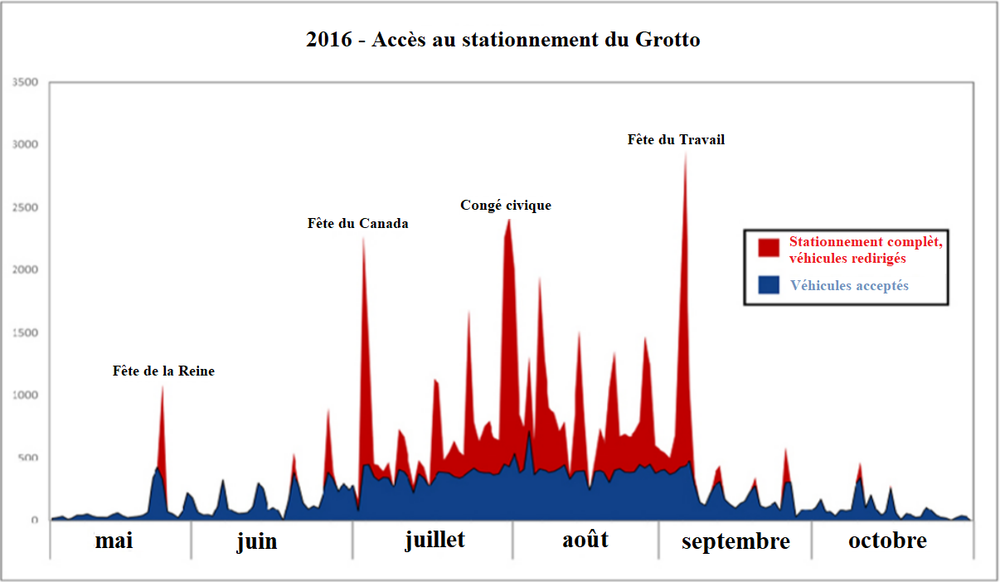 2016 - Accès au stationnement du Grotto
3500
3000
Fête du Travail
2500
Congé civique
Fête du Canada
Stationnement complèt,
véhicules redirigés
2000
Véhicules acceptés
1500
Fête de la Reine
1000
500
0
mai
juin
juillet
août
septembre
octobre